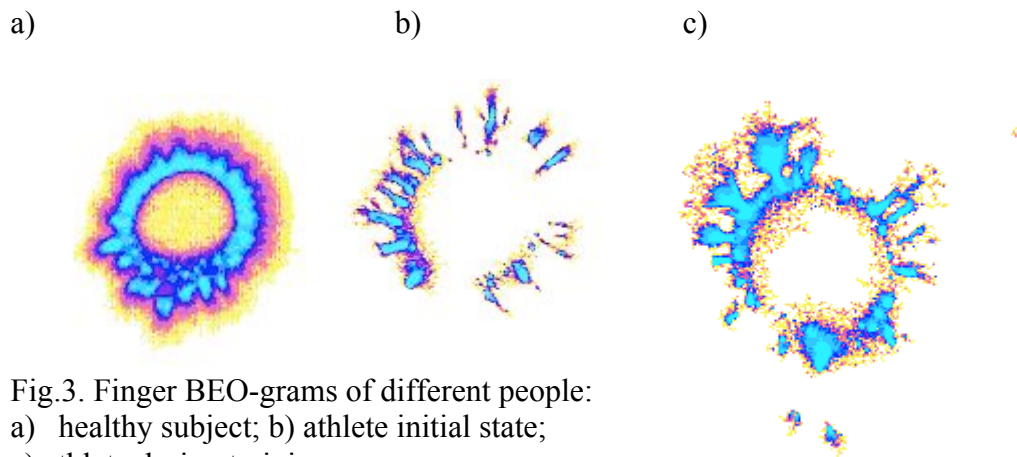 a) b) c)
Fig.3. Finger BEO-grams of different people:
a) healthy subject; b) athlete initial state;